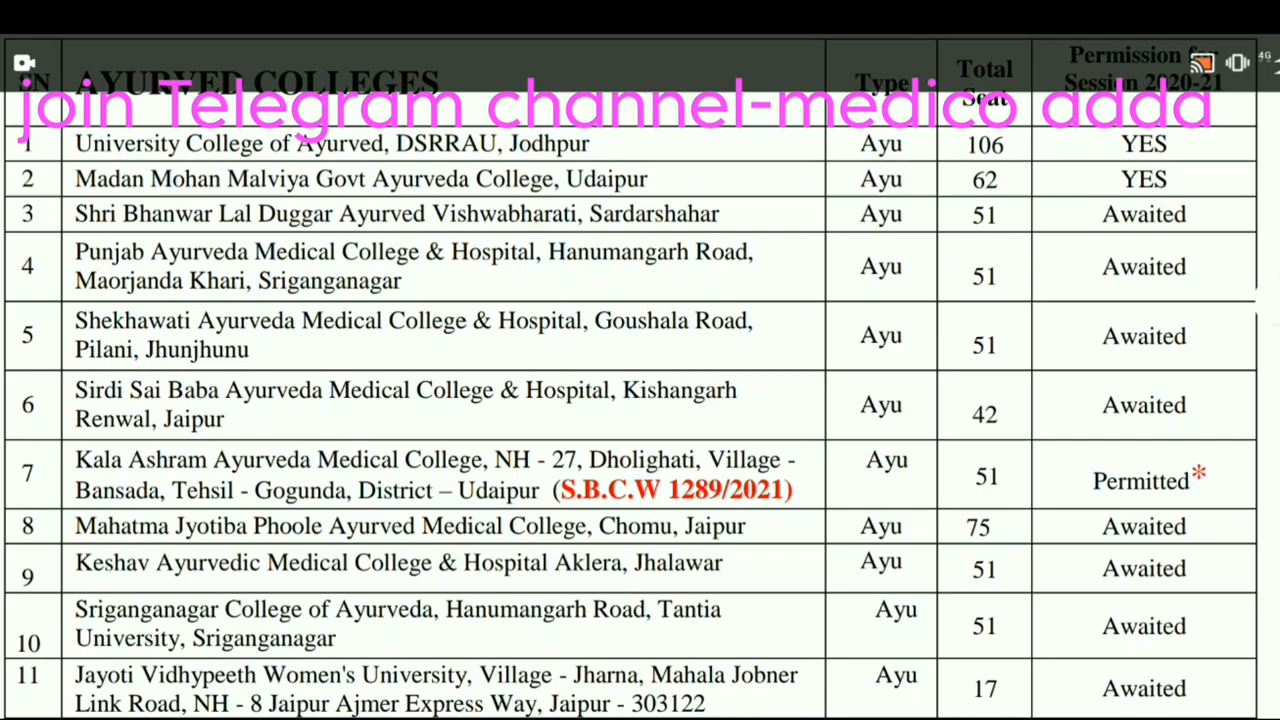 4G
SN AYURVED COLLEGES Type Total Seat Permission for Session 2020-21
join Telegram channel-medico adda
1 University College of Ayurved, DSRRAU, Jodhpur Ayu 106 YES
2 Madan Mohan Malviya Govt Ayurveda College, Udaipur Ayu 62 YES
3 Shri Bhanwar Lal Duggar Ayurved Vishwabharati, Sardarshahar Ayu 51 Awaited
4 Punjab Ayurveda Medical College & Hospital, Hanumangarh Road,
Maorjanda Khari, Sriganganagar Ayu 51 Awaited
5 Shekhawati Ayurveda Medical College & Hospital, Goushala Road,
Pilani, Jhunjhunu Ayu 51 Awaited
6 Sirdi Sai Baba Ayurveda Medical College & Hospital, Kishangarh
Renwal, Jaipur Ayu 42 Awaited
7 Kala Ashram Ayurveda Medical College, NH - 27, Dholighati, Village -
Bansada, Tehsil - Gogunda, District – Udaipur (S.B.C.W 1289/2021) Ayu 51 Permitted*
8 Mahatma Jyotiba Phoole Ayurved Medical College, Chomu, Jaipur Ayu 75 Awaited
9 Keshav Ayurvedic Medical College & Hospital Aklera, Jhalawar Ayu 51 Awaited
10 Sriganganagar College of Ayurveda, Hanumangarh Road, Tantia
University, Sriganganagar Ayu 51 Awaited
11 Jayoti Vidhypeeth Women's University, Village - Jharna, Mahala Jobner
Link Road, NH - 8 Jaipur Ajmer Express Way, Jaipur - 303122 Ayu 17 Awaited